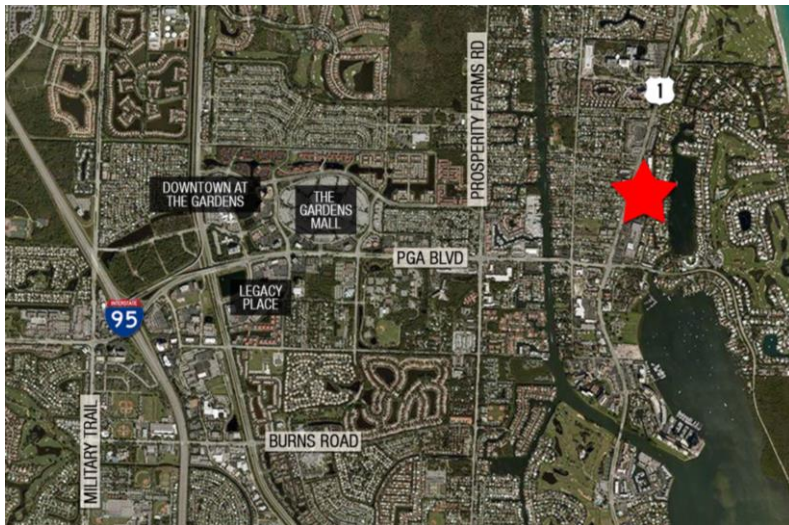 1
PROSPERITY FARMS RD
DOWNTOWN AT
THE GARDENS
THE
GARDENS
MALL
PGA BLVD
LEGACY
PLACE
INTERSTATE
95
MILITARY TRAIL
BURNS ROAD